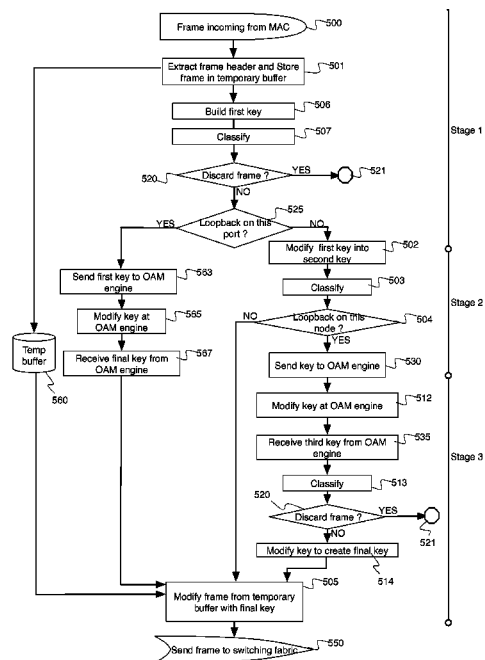 Frame incoming from MAC
500
Extract frame header and Store
frame in temporary buffer
501
Build first key
506
Stage 1
Classify
507
Discard frame ?
YES
520
521
NO
525
YES
Loopback on this
port ?
NO
Modify first key into
second key
502
Send first key to OAM
engine
563
Classify
503
Stage 2
Modify key at
OAM engine
565
NO
Loopback on this
node ?
504
Temp
buffer
560
Receive final key from
OAM engine
567
YES
Send key to OAM engine
530
Modify key at OAM engine
512
Receive third key from OAM
engine
535
Stage 3
Classify
513
520
Discard frame ?
YES
521
NO
Modify key to create final key
514
Modify frame from temporary
buffer with final key
505
Send frame to switching fabric
550